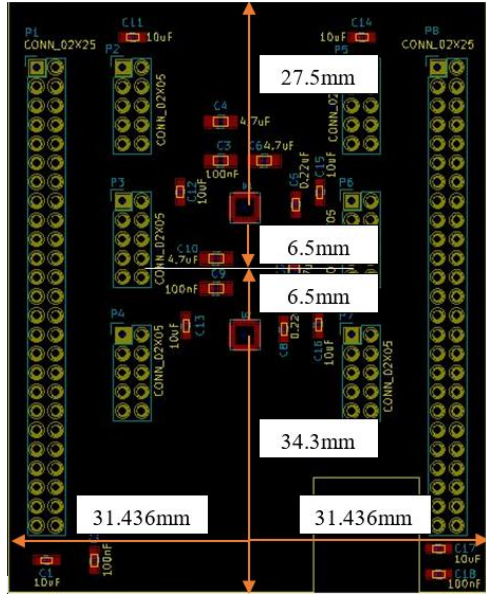 C11
C14
P1
P2
P5
P8
CONN_02X25
10uF
10uF
CONN_02X25
27.5mm
CONN_02X05
C4
4.7uF
C3
C6
4.7uF
100nF
0.22uF
C15
10uF
P3
C12
10uF
C5
P6
CONN_02X05
6.5mm
C10
4.7uF
C9
6.5mm
100nF
P4
C13
10uF
C8
C16
10uF
CONN_02X05
CONN_02X05
34.3mm
31.436mm
31.436mm
C1
10uF
100nF
C17
10uF
C18
100nF